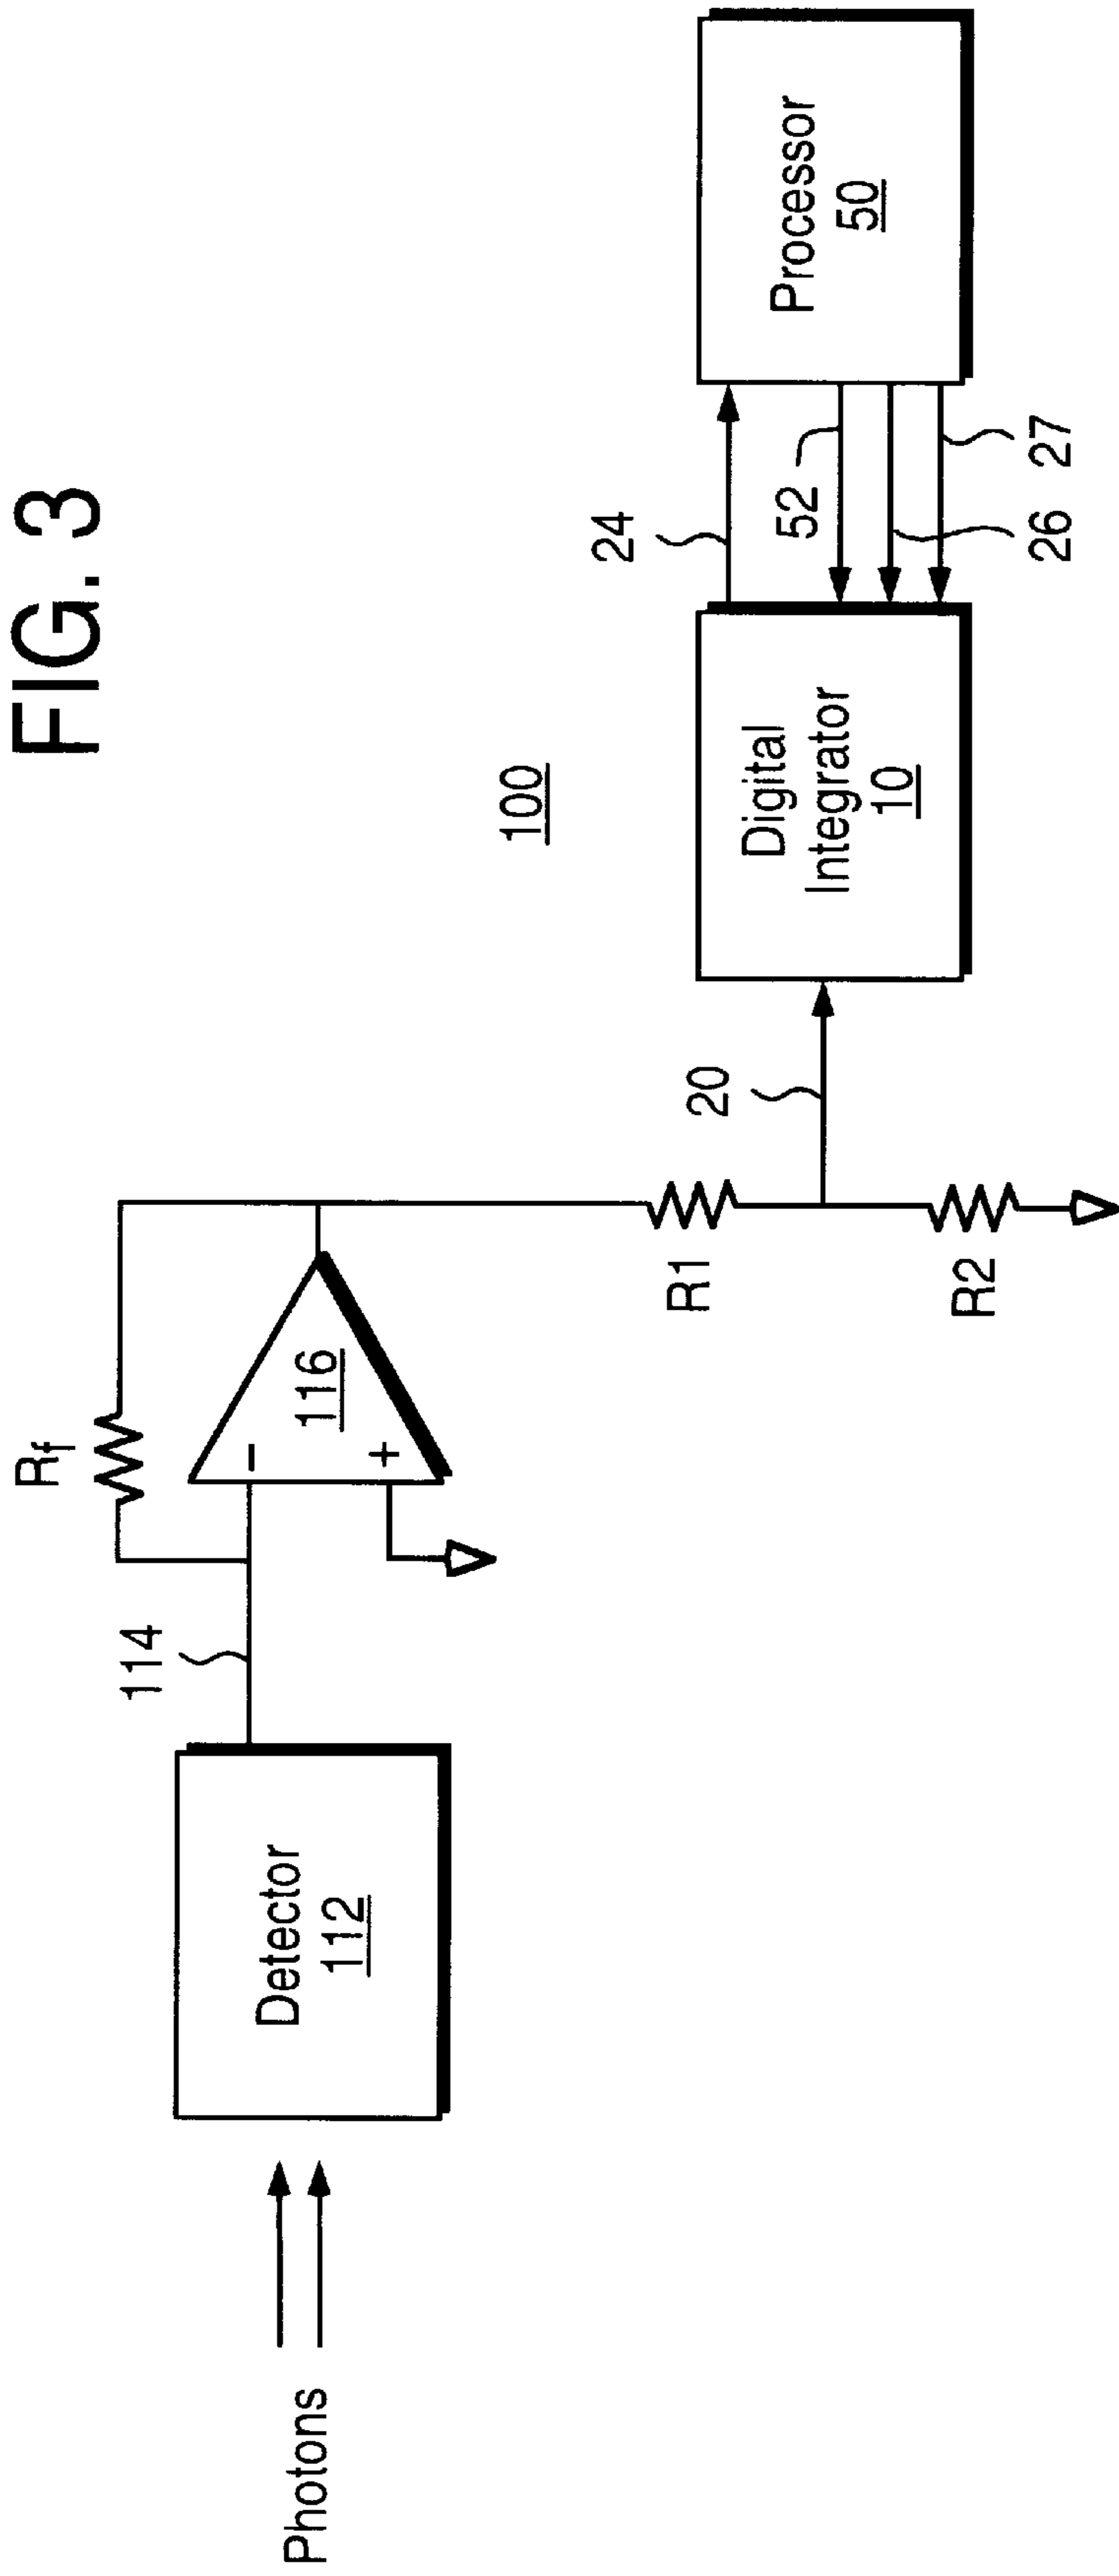 FIG. 3
100
Photons
Detector
112
114
Rf
-
+
116
R1
R2
20
Digital
Integrator
10
24
52
26
27
Processor
50